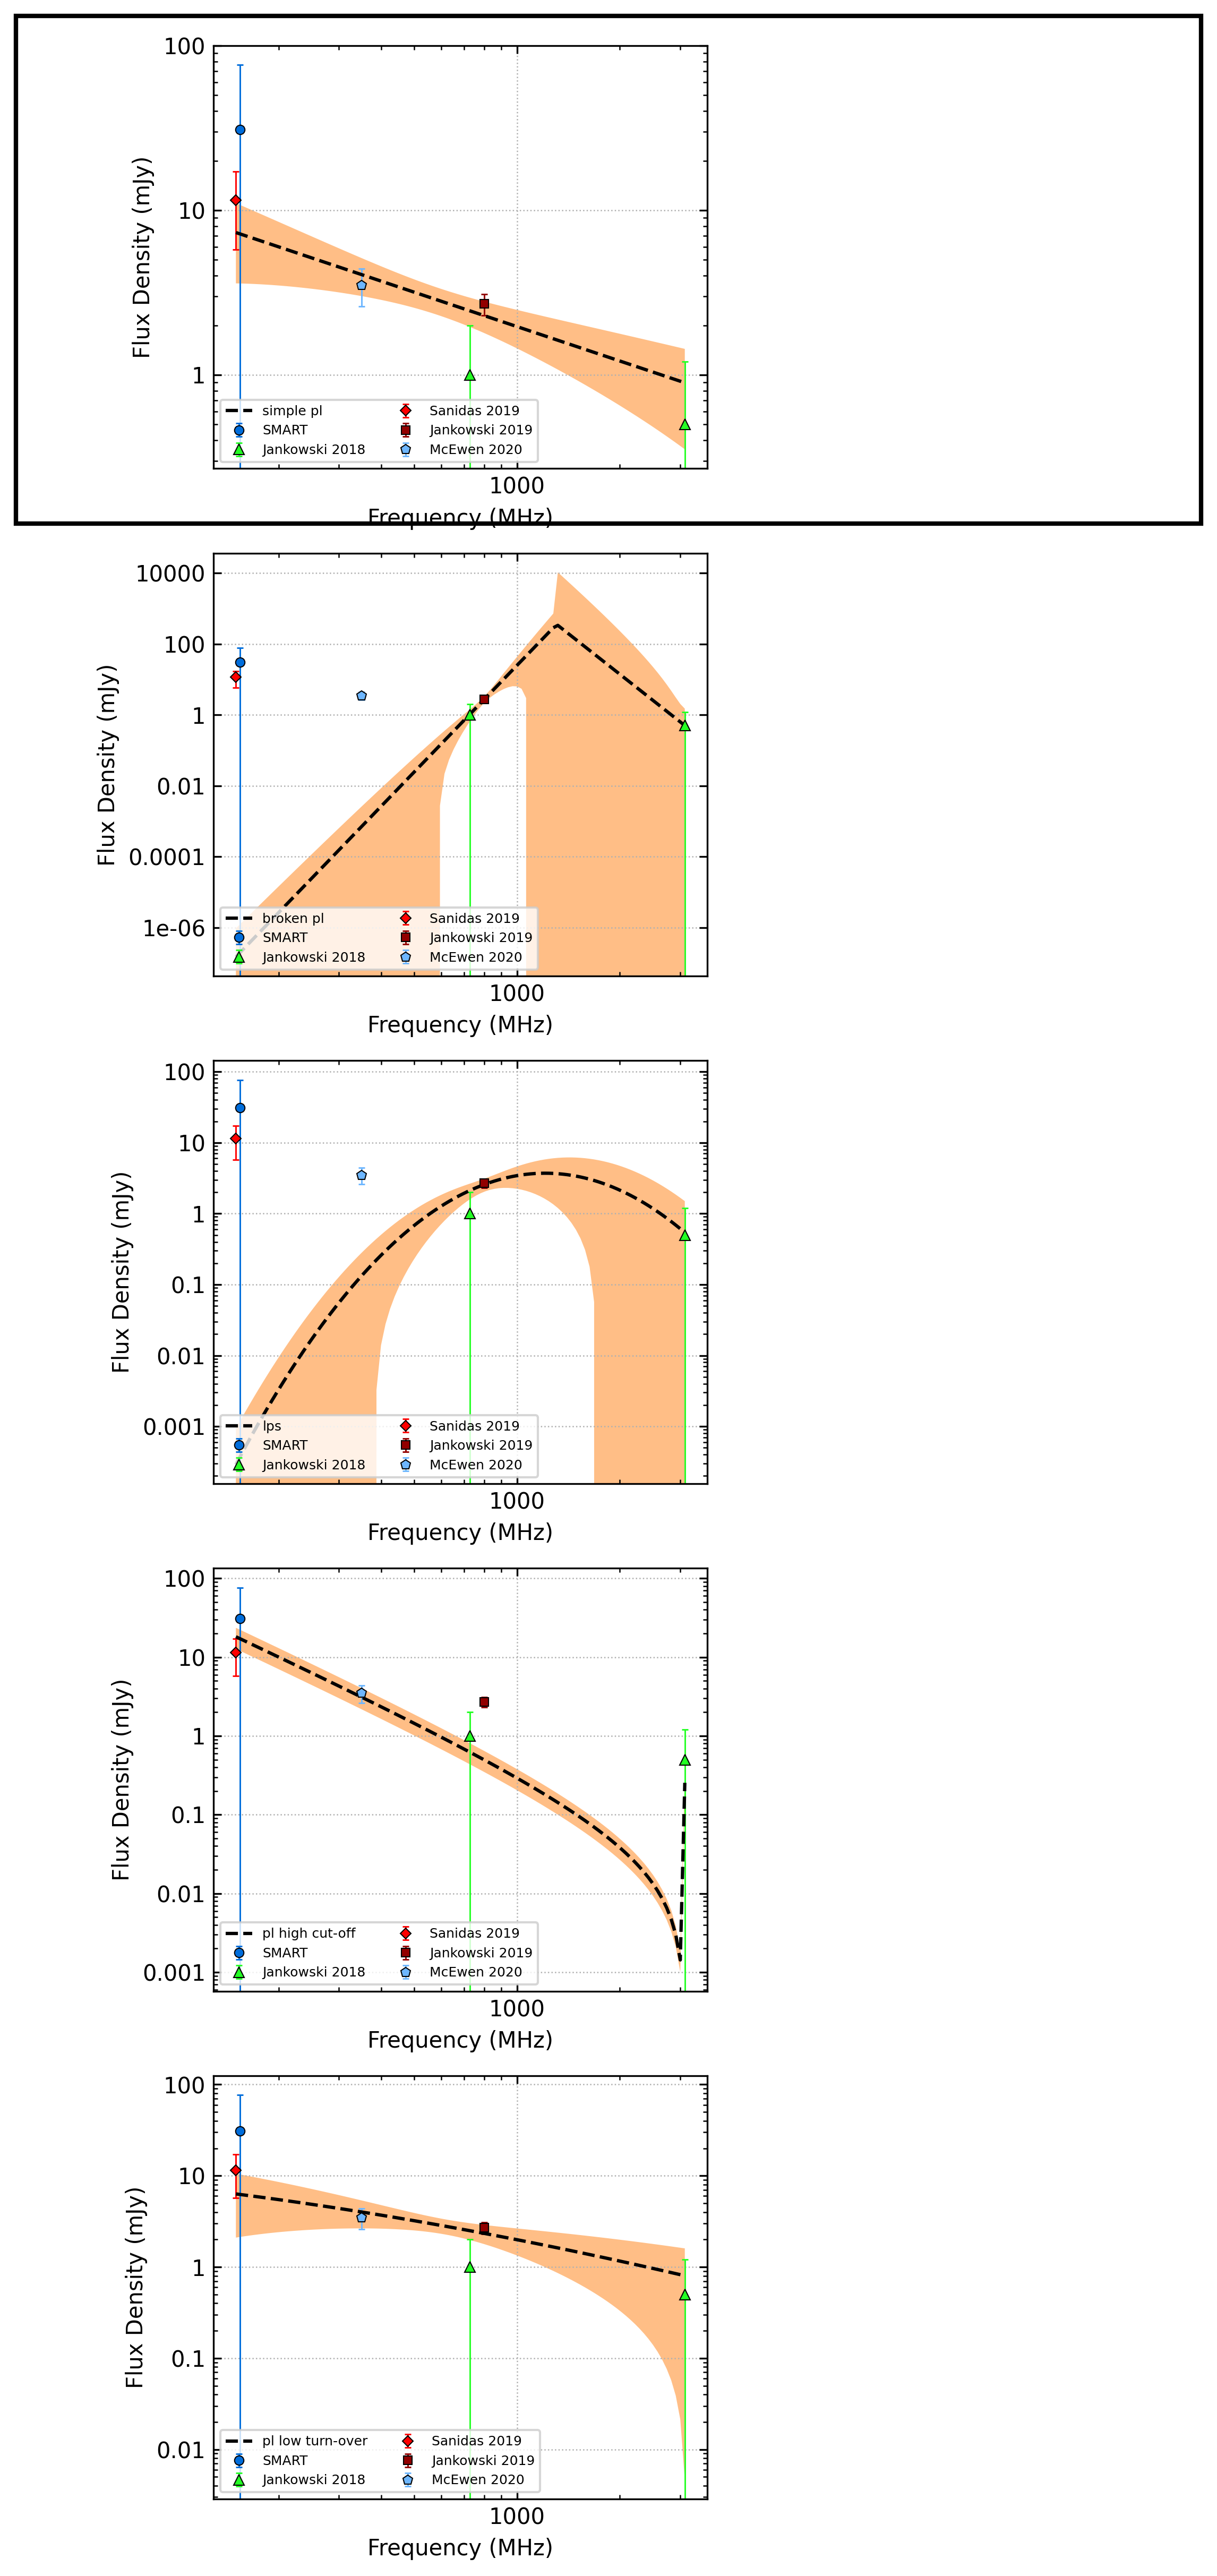 100
10
1
Flux Density (mJy)
simple pl
SMART
Jankowski 2018
Sanidas 2019
Jankowski 2019
McEwen 2020
1000
Frequency (MHz)
10000
100
1
0.01
0.0001
1e-06
Flux Density (mJy)
broken pl
SMART
Jankowski 2018
Sanidas 2019
Jankowski 2019
McEwen 2020
1000
Frequency (MHz)
100
10
1
0.1
0.01
0.001
Flux Density (mJy)
lps
SMART
Jankowski 2018
Sanidas 2019
Jankowski 2019
McEwen 2020
1000
Frequency (MHz)
100
10
1
0.1
0.01
0.001
Flux Density (mJy)
pl high cut-off
SMART
Jankowski 2018
Sanidas 2019
Jankowski 2019
McEwen 2020
1000
Frequency (MHz)
100
10
1
0.1
0.01
Flux Density (mJy)
pl low turn-over
SMART
Jankowski 2018
Sanidas 2019
Jankowski 2019
McEwen 2020
1000
Frequency (MHz)